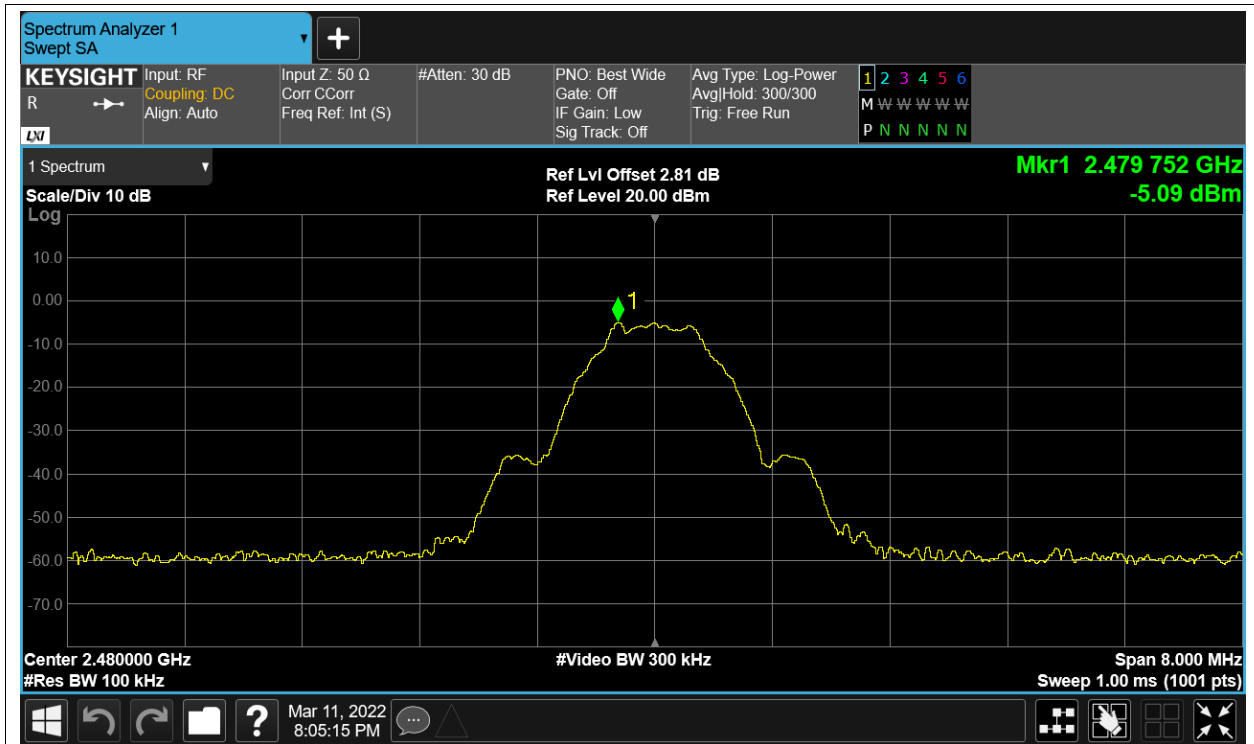 Spectrum Analyzer 1
Swept SA
KEYSIGHT
R
LXI
Input: RF
Coupling: DC
Align: Auto
Input Z: 50 Ω
Corr CCorr
Freq Ref: Int (S)
#Atten: 30 dB
PNO: Best Wide
Gate: Off
IF Gain: Low
Sig Track: Off
Avg Type: Log-Power
Avg|Hold: 300/300
Trig: Free Run
1 2 3 4 5 6
M W W W W W
P N N N N N
1 Spectrum
Scale/Div 10 dB
Log
Ref Lvl Offset 2.81 dB
Ref Level 20.00 dBm
Mkr1 2.479 752 GHz
-5.09 dBm
10.0
0.00
1
-10.0
-20.0
-30.0
-40.0
-50.0
-60.0
-70.0
Center 2.480000 GHz
#Res BW 100 kHz
#Video BW 300 kHz
Span 8.000 MHz
Sweep 1.00 ms (1001 pts)
?
Mar 11, 2022
8:05:15 PM